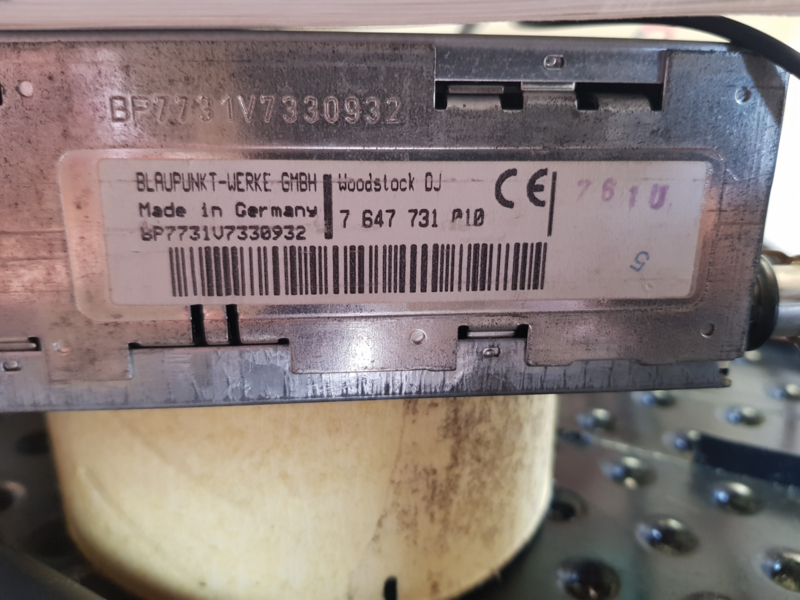 BP7731V7330932
BLAUPUNKT-WERKE GMBH
Made in Germany
BP7731V7330932
Woodstock DJ
7 647 731 010
CE
761U
5